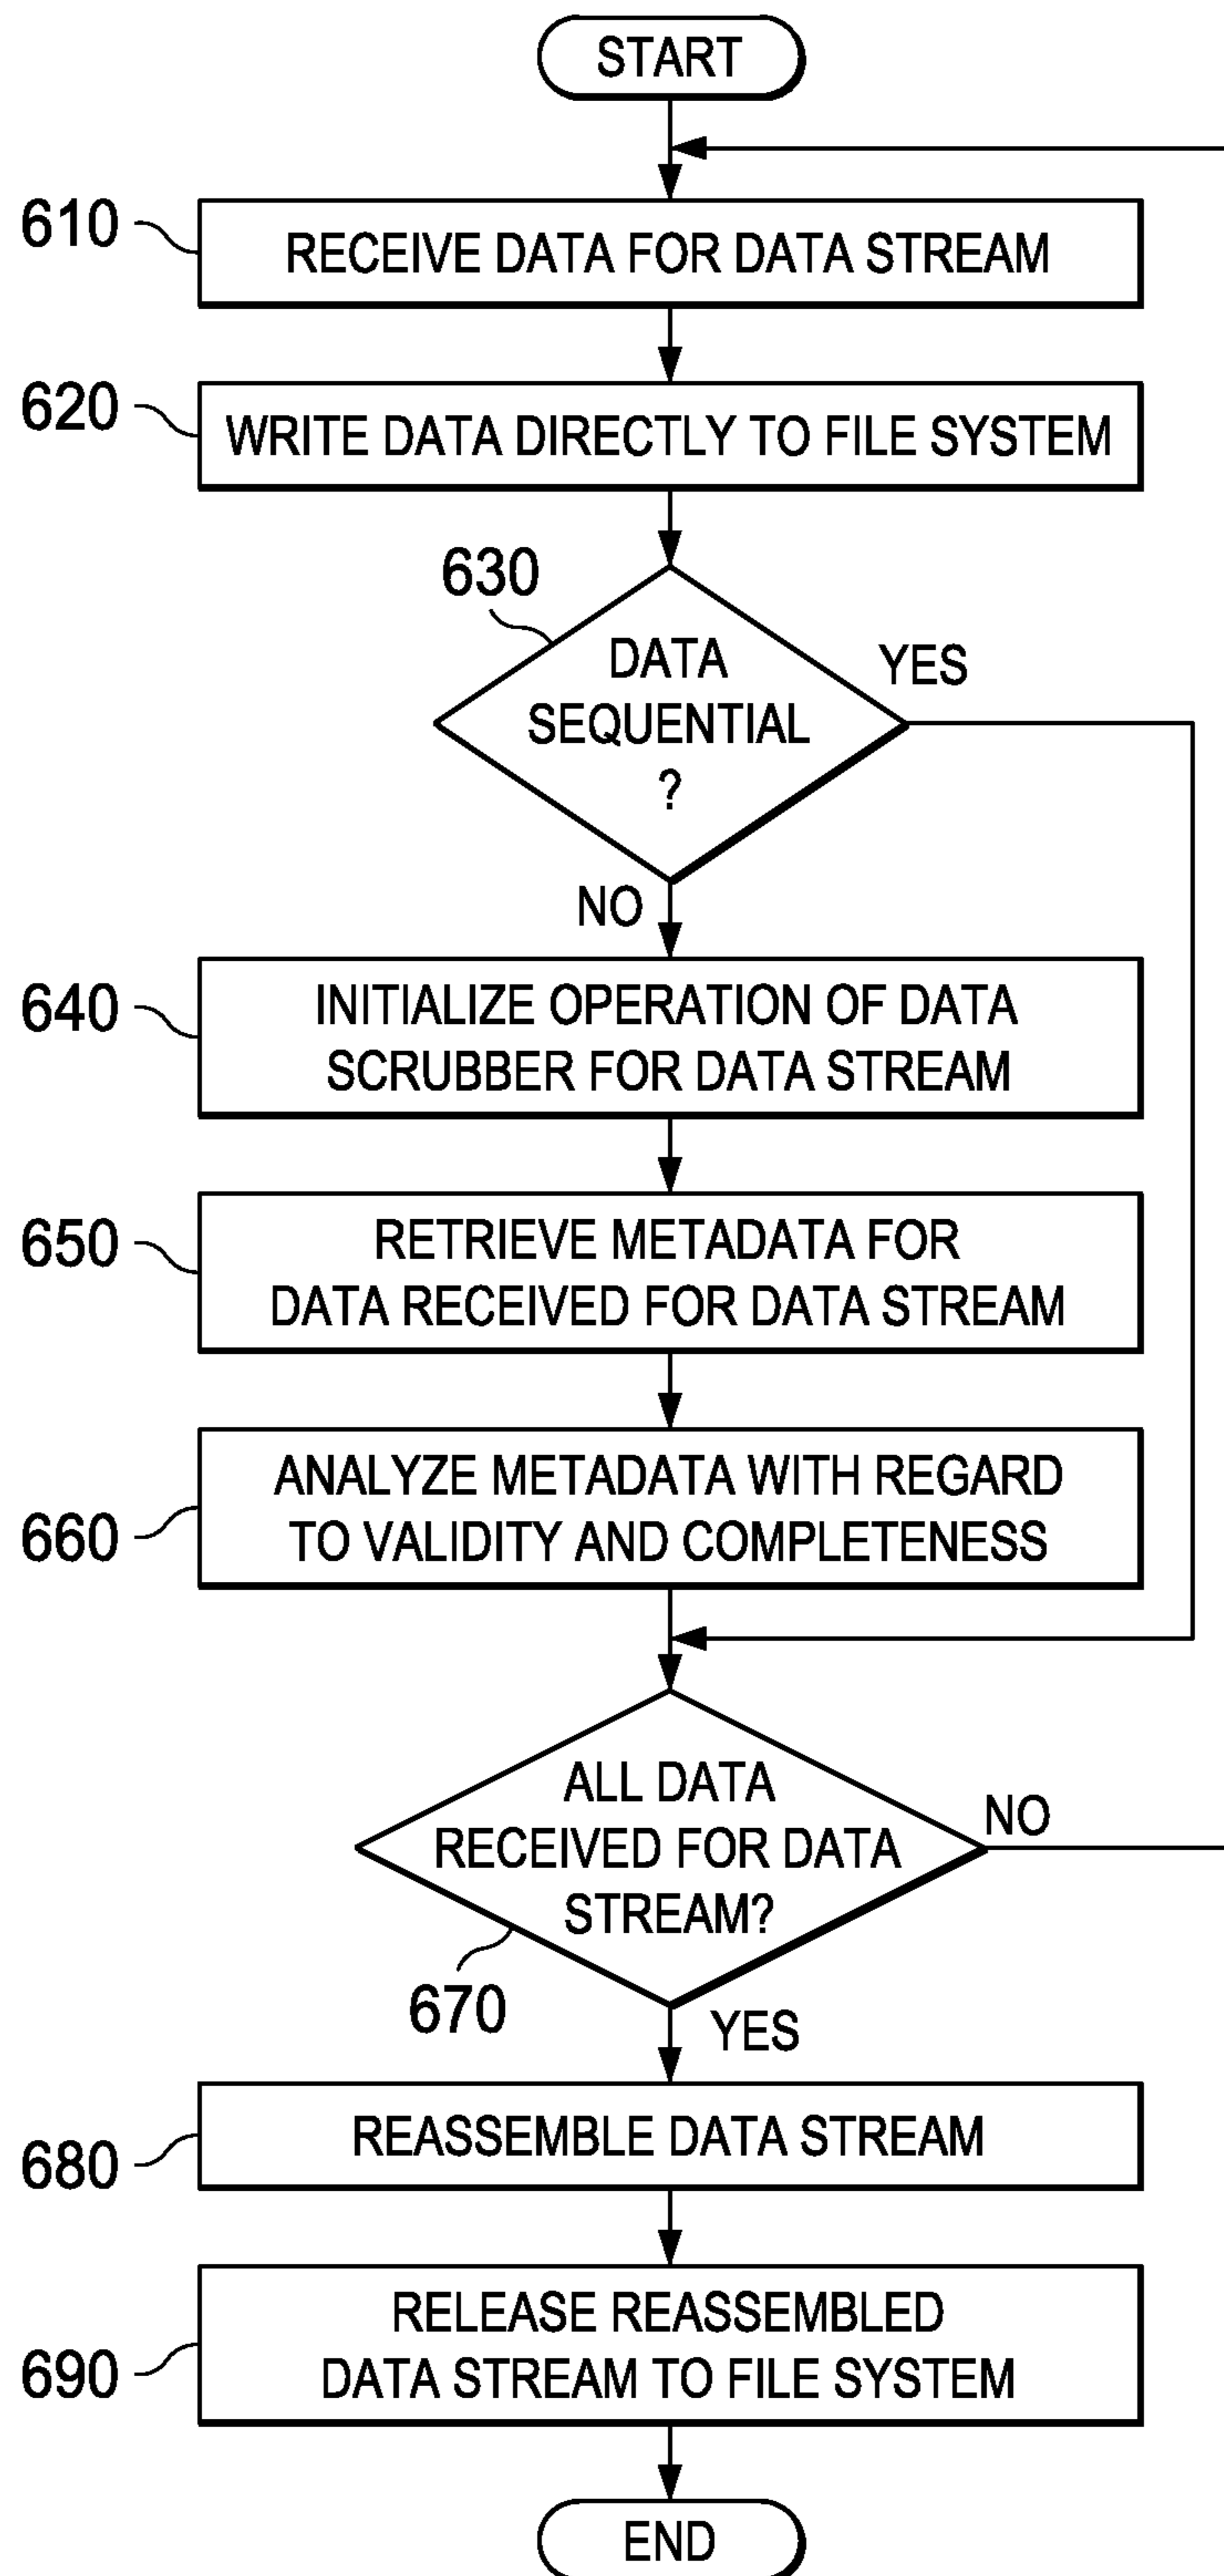 START
610
RECEIVE DATA FOR DATA STREAM
620
WRITE DATA DIRECTLY TO FILE SYSTEM
630
DATA
SEQUENTIAL
?
YES
NO
640
INITIALIZE OPERATION OF DATA
SCRUBBER FOR DATA STREAM
650
RETRIEVE METADATA FOR
DATA RECEIVED FOR DATA STREAM
660
ANALYZE METADATA WITH REGARD
TO VALIDITY AND COMPLETENESS
ALL DATA
RECEIVED FOR DATA
STREAM?
NO
670
YES
680
REASSEMBLE DATA STREAM
690
RELEASE REASSEMBLED
DATA STREAM TO FILE SYSTEM
END